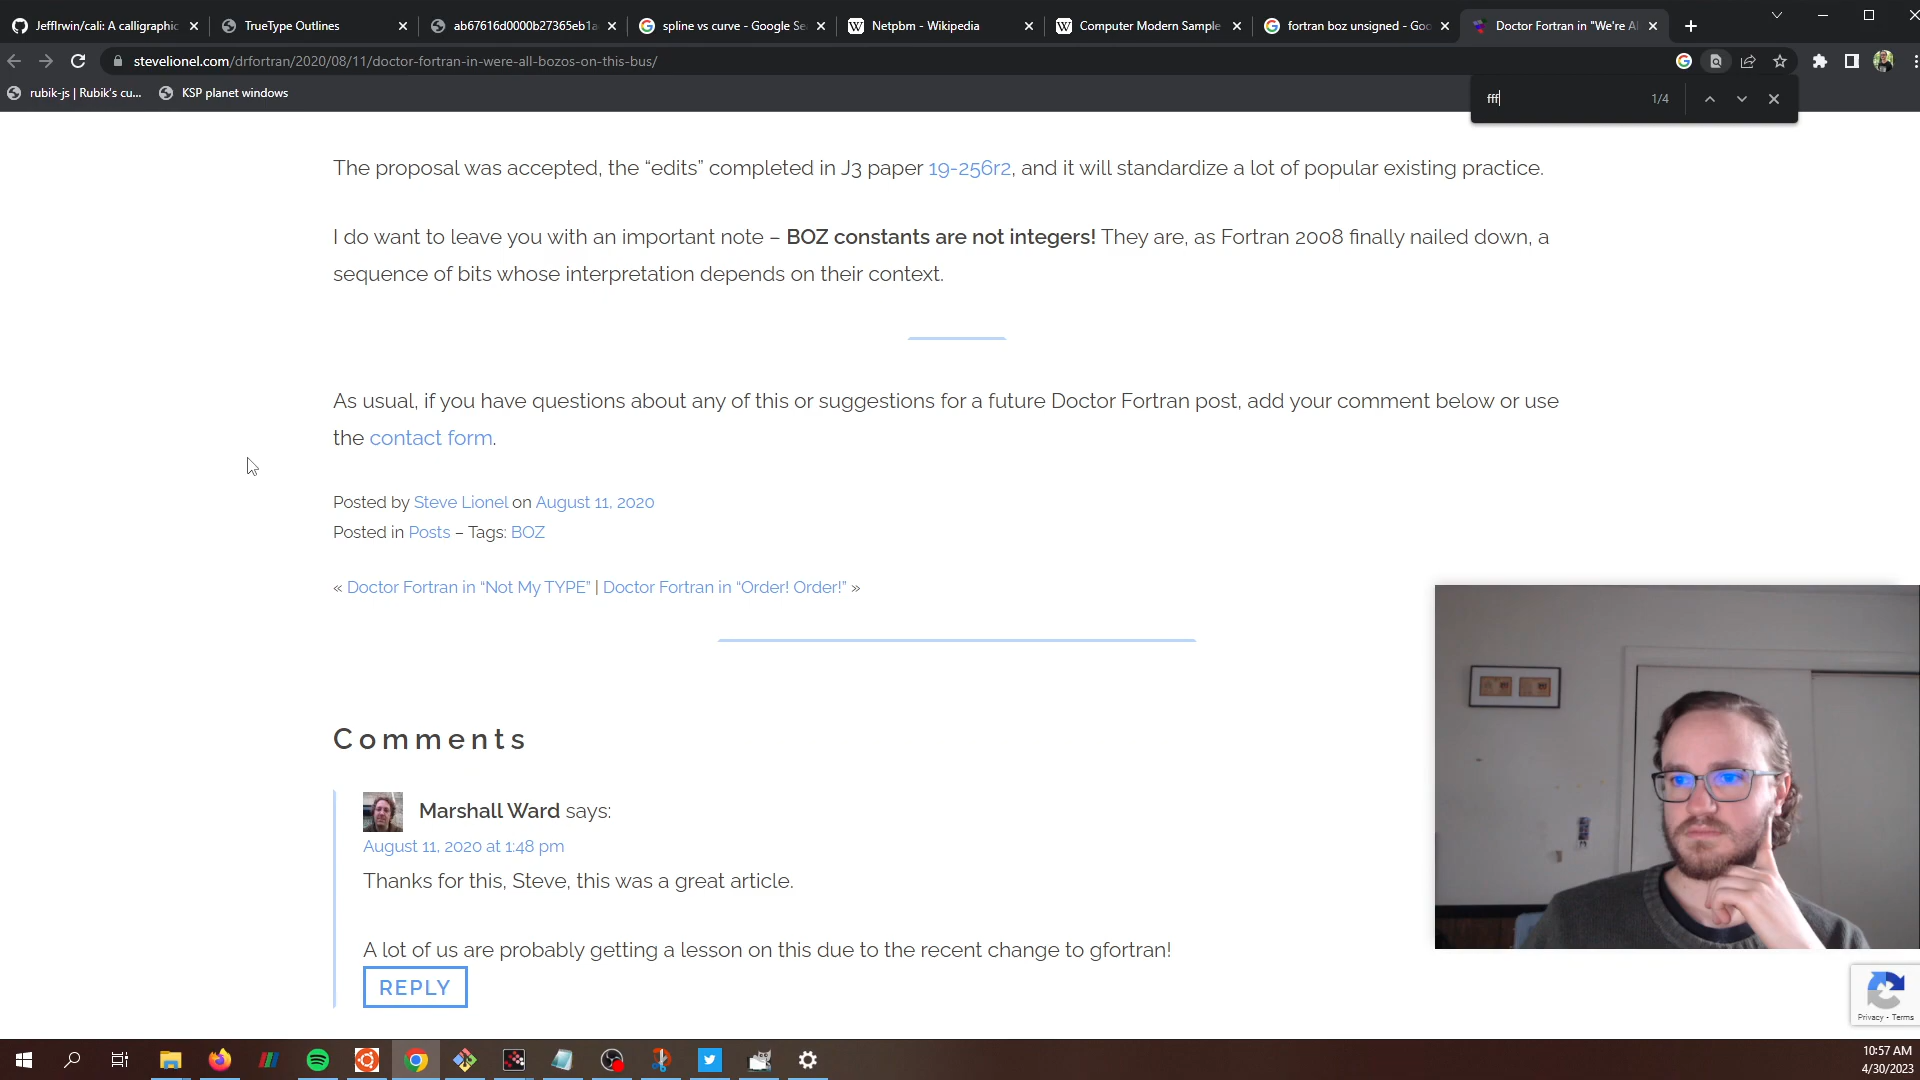 JeffIrwin/cali: A calligraphic
TrueType Outlines
ab67616d0000b27365eb1a
spline vs curve - Google Se
Netpbm - Wikipedia
Computer Modern Sample
fortran boz unsigned - Goo
Doctor Fortran in "We're Al
stevelionel.com/drfortran/2020/08/11/doctor-fortran-in-were-all-bozos-on-this-bus/
rubik-js | Rubik's cu...
KSP planet windows
fff
1/4
The proposal was accepted, the “edits” completed in J3 paper 19-256r2, and it will standardize a lot of popular existing practice.
I do want to leave you with an important note – BOZ constants are not integers! They are, as Fortran 2008 finally nailed down, a
sequence of bits whose interpretation depends on their context.
As usual, if you have questions about any of this or suggestions for a future Doctor Fortran post, add your comment below or use
the contact form.
Posted by Steve Lionel on August 11, 2020
Posted in Posts – Tags: BOZ
« Doctor Fortran in “Not My TYPE” | Doctor Fortran in “Order! Order!” »
Comments
Marshall Ward says:
August 11, 2020 at 1:48 pm
Thanks for this, Steve, this was a great article.
A lot of us are probably getting a lesson on this due to the recent change to gfortran!
REPLY
Privacy - Terms
10:57 AM
4/30/2023